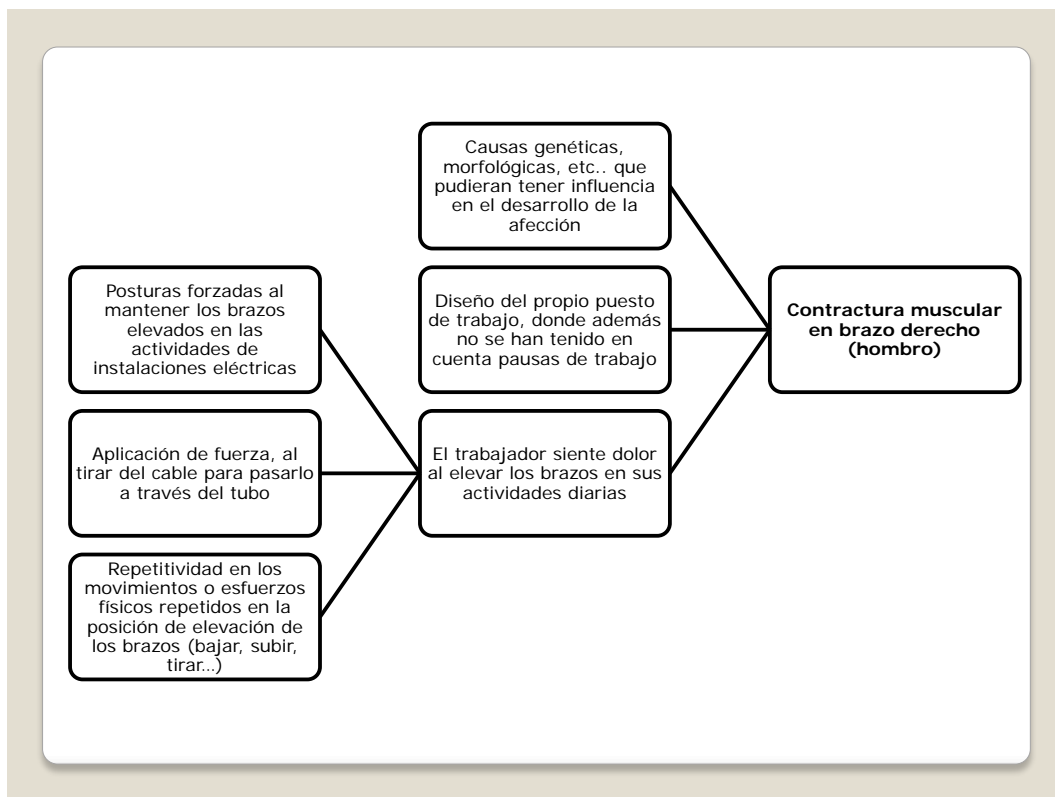 Causas genéticas,
morfológicas, etc.. que
pudieran tener influencia
en el desarrollo de la
afección
Posturas forzadas al
mantener los brazos
elevados en las
actividades de
instalaciones eléctricas
Diseño del propio puesto
de trabajo, donde además
no se han tenido en
cuenta pausas de trabajo
Contractura muscular
en brazo derecho
(hombro)
Aplicación de fuerza, al
tirar del cable para pasarlo
a través del tubo
El trabajador siente dolor
al elevar los brazos en sus
actividades diarias
Repetitividad en los
movimientos o esfuerzos
físicos repetidos en la
posición de elevación de
los brazos (bajar, subir,
tirar...)